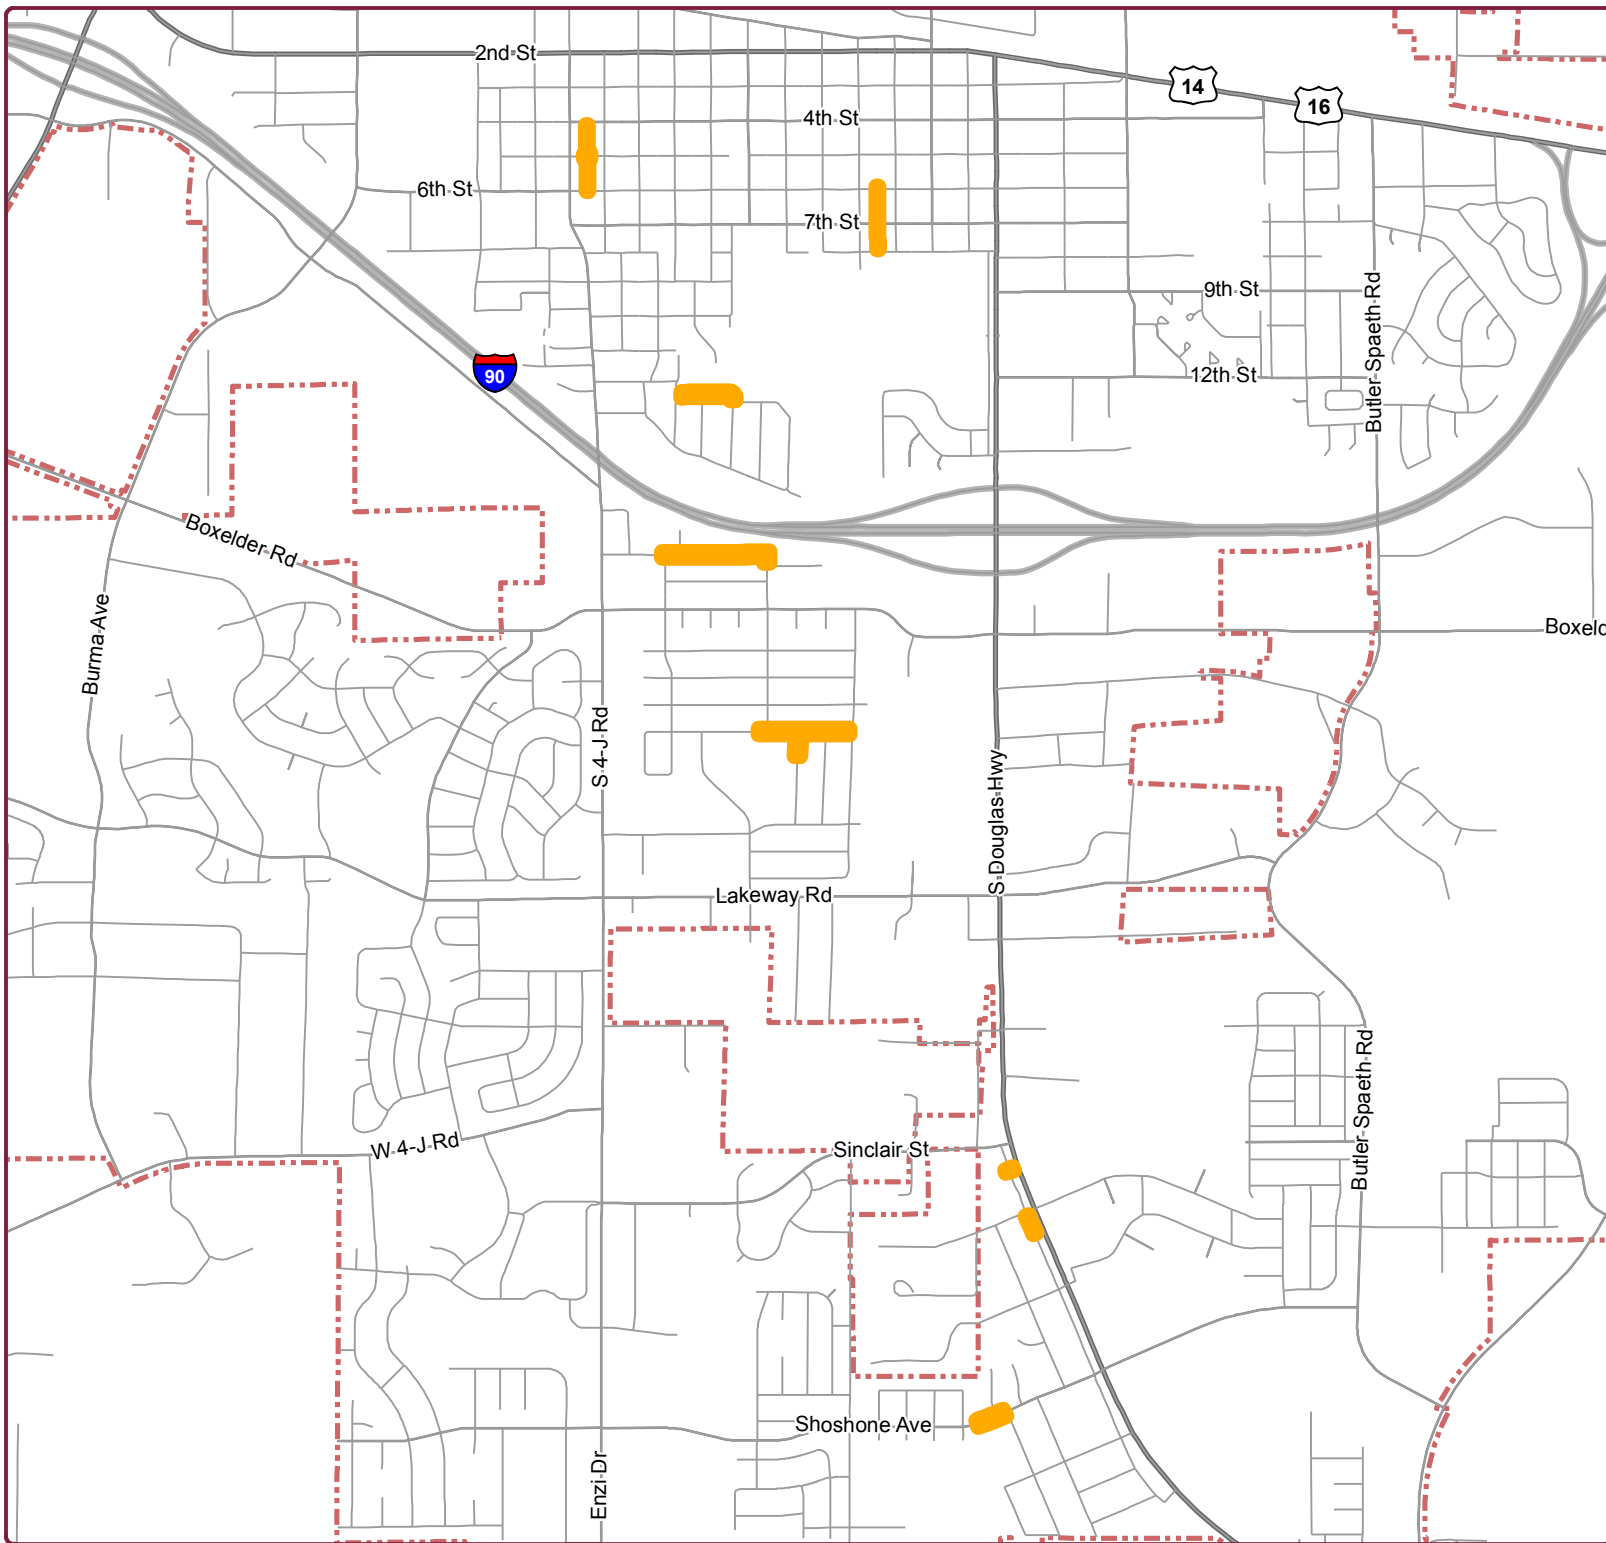 2nd St
14
16
4th St
6th St
7th St
9th St
Butler-Spaeth Rd
90
12th St
Boxelder Rd
Burma Ave
Boxeld
S 4-J Rd
S Douglas Hwy
Lakeway Rd
Butler-Spaeth Rd
W 4-J Rd
Sinclair St
Shoshone Ave
Enzi Dr